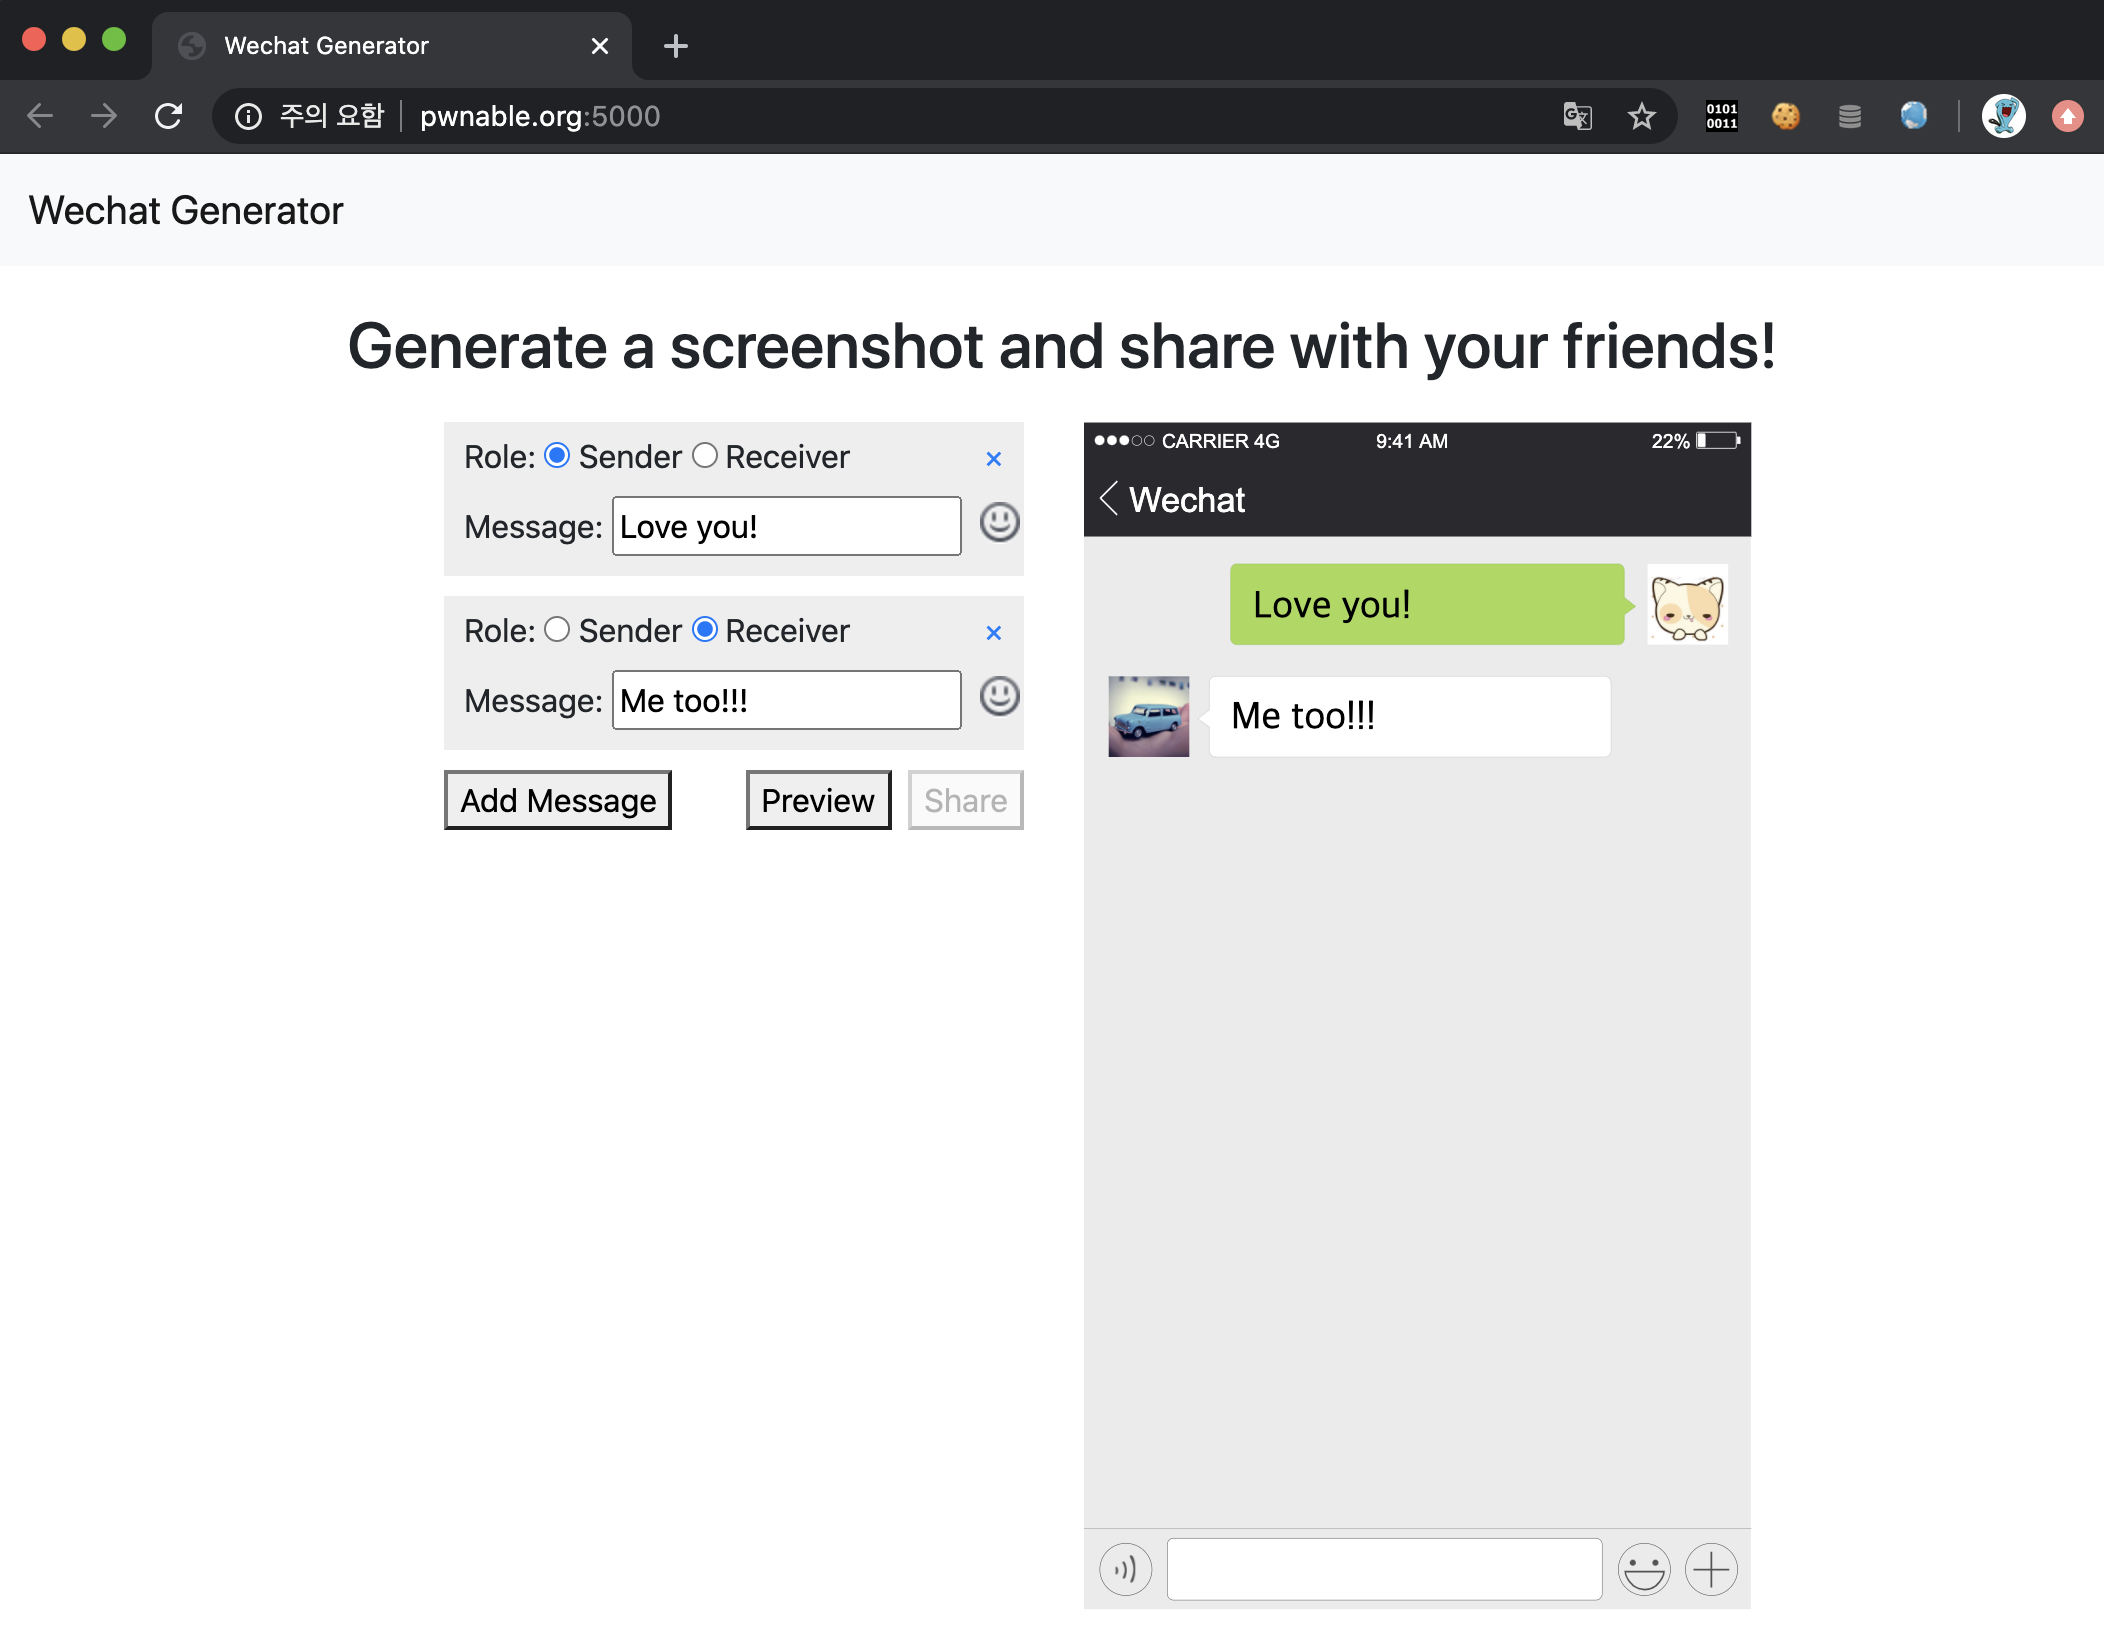 Wechat Generator
주의 요함 pwnable.org:5000
0101
0011
Wechat Generator
Generate a screenshot and share with your friends!
Role: Sender Receiver ×
Message: Love you!
Role: Sender Receiver ×
Message: Me too!!!
Add Message Preview Share
CARRIER 4G 9:41 AM 22%
Wechat
Love you!
Me too!!!